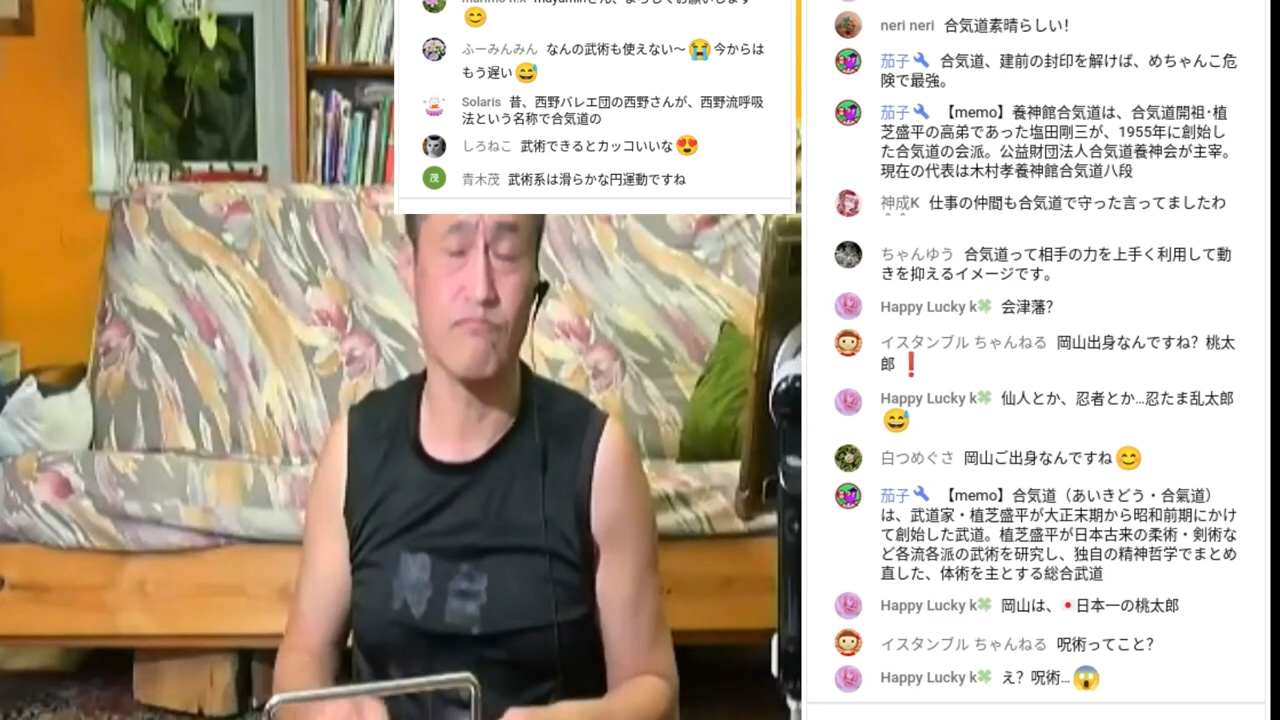 marimo n.k mayuminさん、よろしくお願いします
😊
ふーみんみん なんの武術も使えない〜😭今からは
もう遅い😅
Solaris 昔、西野バレエ団の西野さんが、西野流呼吸
法という名称で合気道の
しろねこ 武術できるとカッコいいな😍
茂 青木茂 武術系は滑らかな円運動ですね
neri neri 合気道素晴らしい！
茄子🔧 合気道、建前の封印を解けば、めちゃんこ危
険で最強。
茄子🔧 【memo】養神館合気道は、合気道開祖･植
芝盛平の高弟であった塩田剛三が、1955年に創始し
た合気道の会派。公益財団法人合気道養神会が主宰。
現在の代表は木村孝養神館合気道八段
神成K 仕事の仲間も合気道で守った言ってましたわ
ちゃんゆう 合気道って相手の力を上手く利用して動
きを抑えるイメージです。
Happy Lucky k🍀 会津藩？
イスタンブル ちゃんねる 岡山出身なんですね？桃太
郎❗
Happy Lucky k🍀 仙人とか、忍者とか…忍たま乱太郎
😅
白つめぐさ 岡山ご出身なんですね😊
茄子🔧 【memo】合気道（あいきどう・合氣道）
は、武道家・植芝盛平が大正末期から昭和前期にかけ
て創始した武道。植芝盛平が日本古来の柔術・剣術な
ど各流各派の武術を研究し、独自の精神哲学でまとめ
直した、体術を主とする総合武道
Happy Lucky k🍀 岡山は、🇯🇵日本一の桃太郎
イスタンブル ちゃんねる 呪術ってこと？
Happy Lucky k🍀 え？呪術…😱